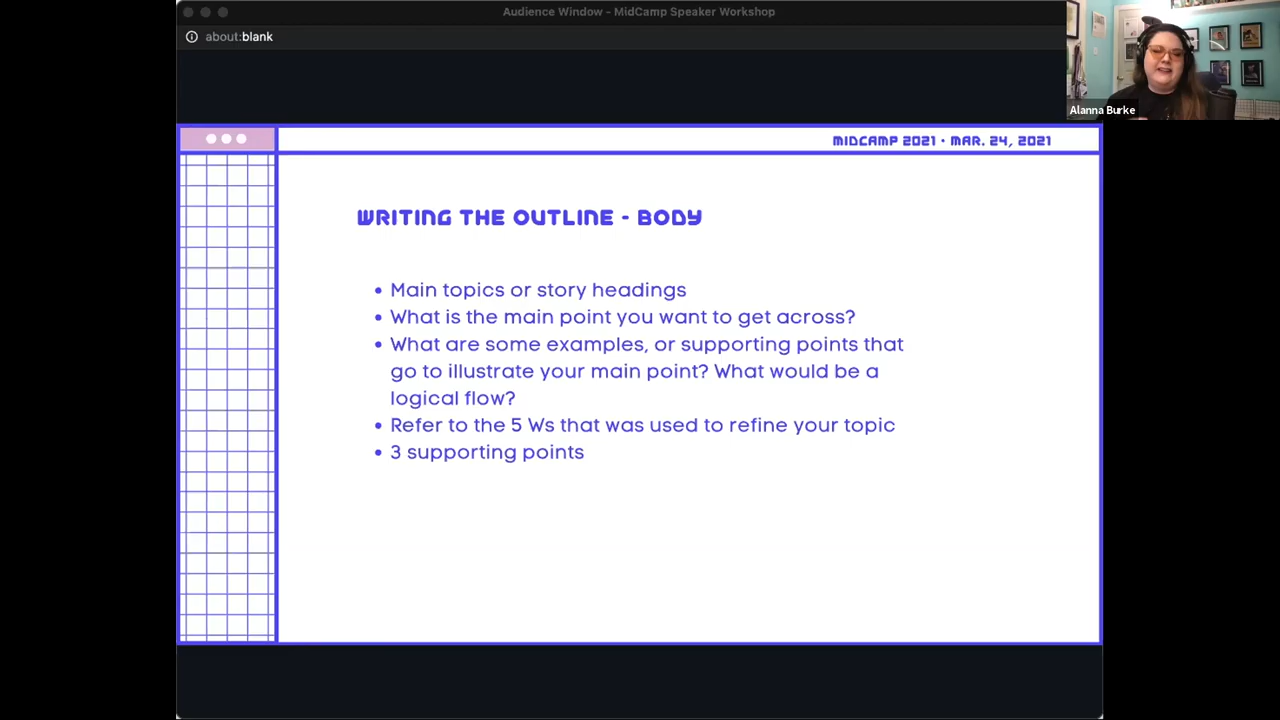 Audience Window - MidCamp Speaker Workshop
about:blank
Alanna Burke
MIDCAMP 2021 • MAR. 24, 2021
WRITING THE OUTLINE - BODY
• Main topics or story headings
• What is the main point you want to get across?
• What are some examples, or supporting points that
go to illustrate your main point? What would be a
logical flow?
• Refer to the 5 Ws that was used to refine your topic
• 3 supporting points